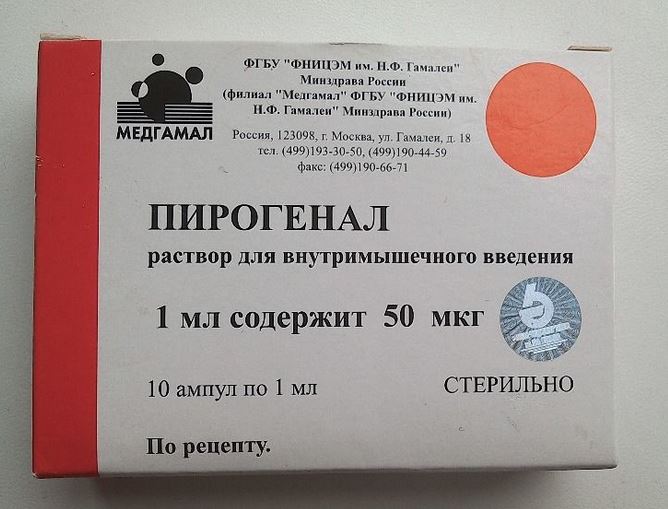 МЕДГАМАЛ
ФГБУ "ФНИЦЭМ им. Н.Ф. Гамалеи"
Минздрава России
(филиал "Медгамал" ФГБУ "ФНИЦЭМ им.
Н.Ф. Гамалеи" Минздрава России)
Россия, 123098, г. Москва, ул. Гамалеи, д. 18
тел. (499)193-30-50, (499)190-44-59
факс: (499)190-66-71
ПИРОГЕНАЛ
раствор для внутримышечного введения
1 мл содержит 50 мкг
10 ампул по 1 мл
СТЕРИЛЬНО
По рецепту.